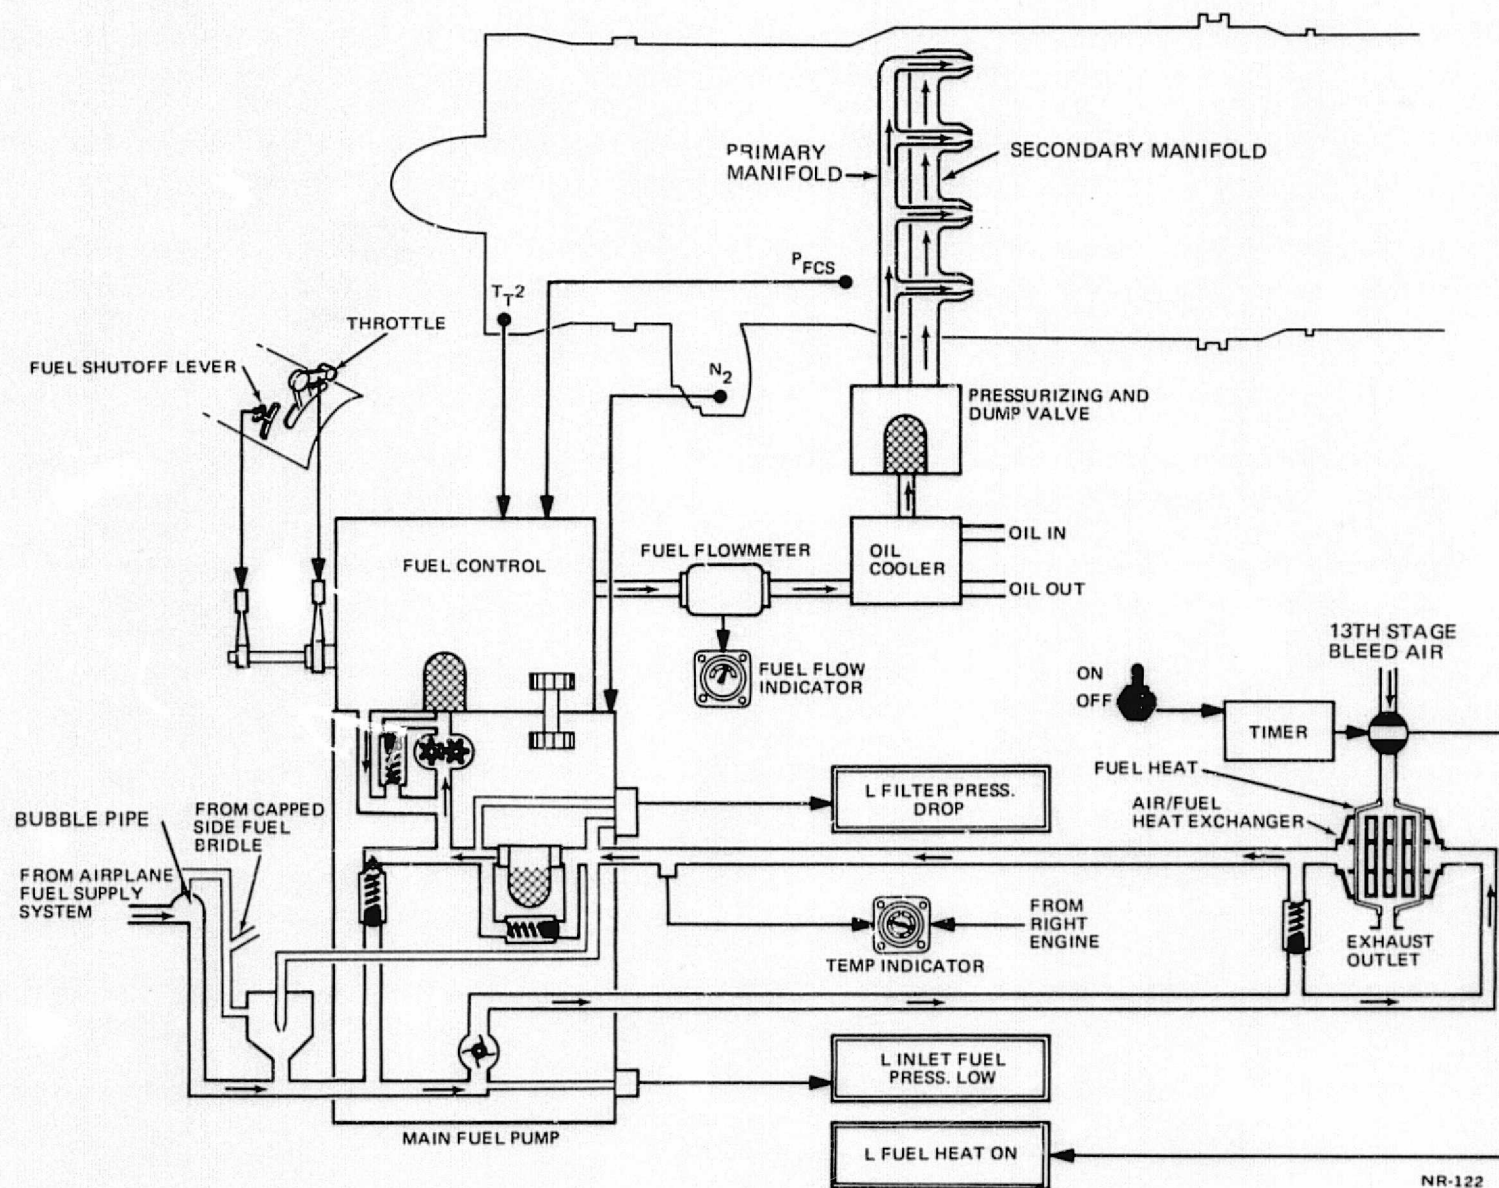 PRIMARY
MANIFOLD
SECONDARY MANIFOLD
PFCS
TT2
THROTTLE
FUEL SHUTOFF LEVER
N2
PRESSURIZING AND
DUMP VALVE
FUEL CONTROL
FUEL FLOWMETER
OIL
COOLER
OIL IN
OIL OUT
FUEL FLOW
INDICATOR
13TH STAGE
BLEED AIR
ON
OFF
TIMER
FUEL HEAT
AIR/FUEL
HEAT EXCHANGER
L FILTER PRESS.
DROP
BUBBLE PIPE
FROM CAPPED
SIDE FUEL
BRIDLE
FROM AIRPLANE
FUEL SUPPLY
SYSTEM
FROM
RIGHT
ENGINE
TEMP INDICATOR
EXHAUST
OUTLET
L INLET FUEL
PRESS. LOW
MAIN FUEL PUMP
L FUEL HEAT ON
NR-122